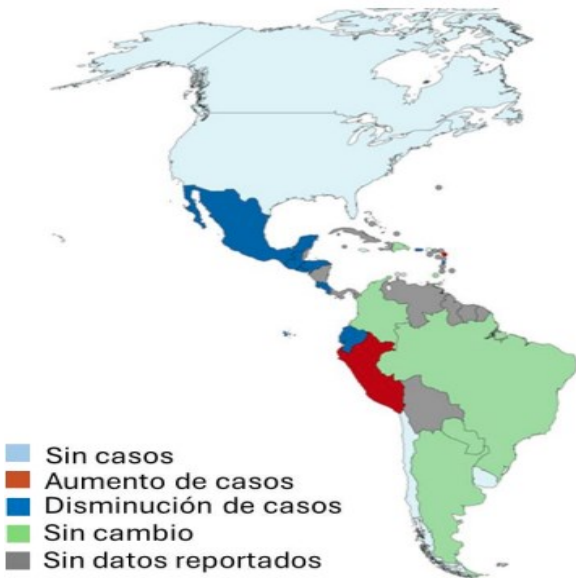 Sin casos
Aumento de casos
Disminución de casos
Sin cambio
Sin datos reportados